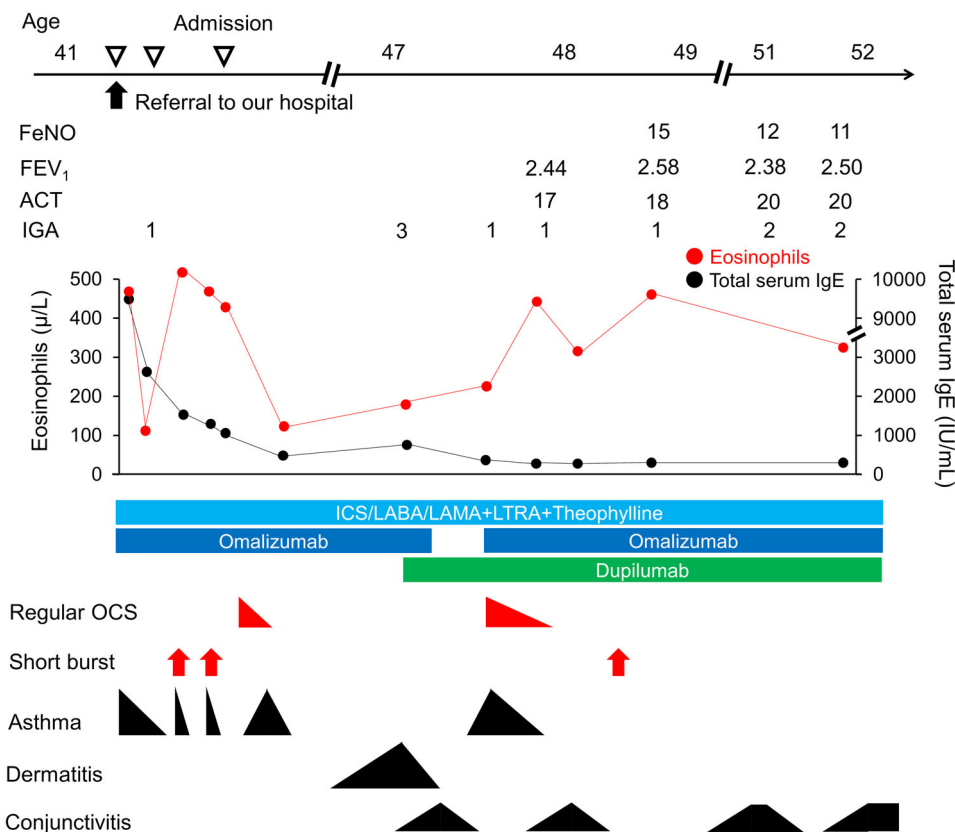 Age
Admission
41 47 48 49 51 52
Referral to our hospital
FeNO 15 12 11
FEV1 2.44 2.58 2.38 2.50
ACT 17 18 20 20
IGA 1 3 1 1 1 2 2
Eosinophils
Total serum IgE
Eosinophils (μ/L)
500
400
300
200
100
0
10000
9000
3000
2000
1000
0
Total serum IgE (IU/mL)
ICS/LABA/LAMA+LTRA+Theophylline
Omalizumab Omalizumab
Dupilumab
Regular OCS
Short burst
Asthma
Dermatitis
Conjunctivitis